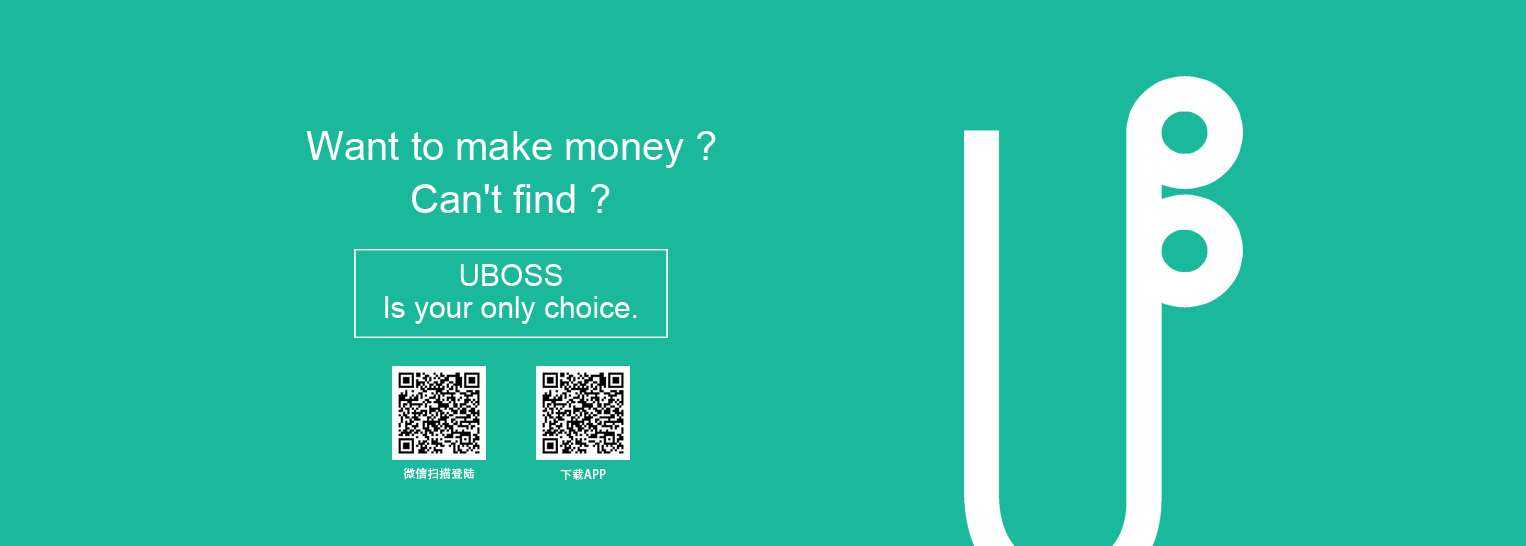 Want to make money ?
Can't find ?
UBOSS
Is your only choice.
微信扫描登陆
下载APP